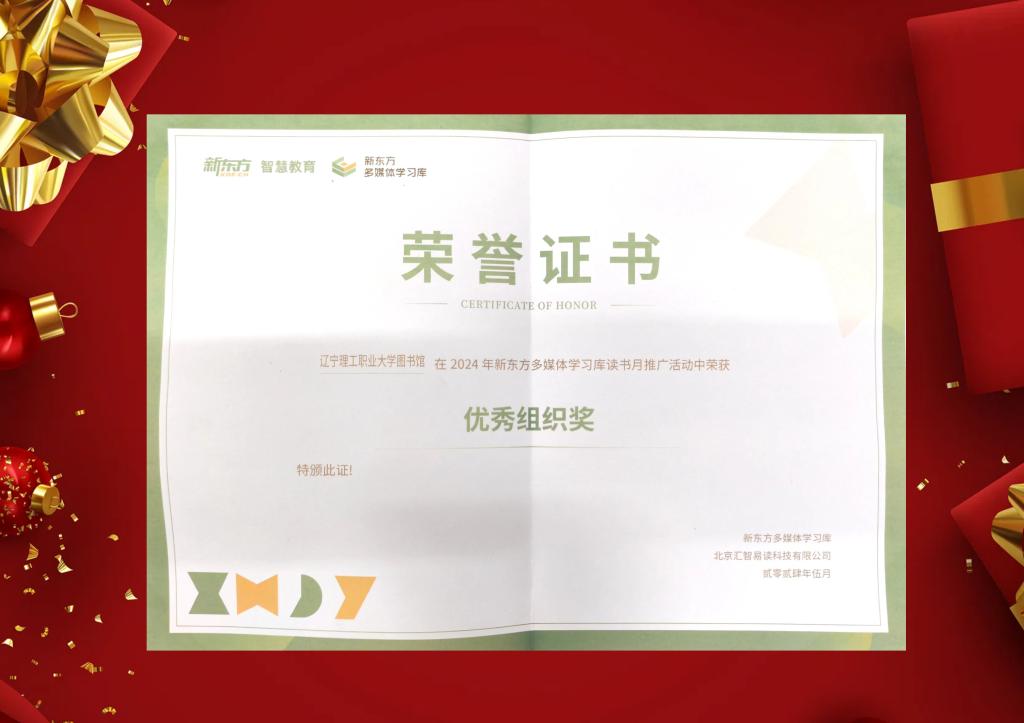 新东方 智慧教育 新东方
XDF.CN 多媒体学习库
荣誉证书
CERTIFICATE OF HONOR
辽宁理工职业大学图书馆 在 2024 年新东方多媒体学习库读书月推广活动中荣获
优秀组织奖
特颁此证!
新东方多媒体学习库
北京汇智易读科技有限公司
贰零贰肆年伍月
XMDY